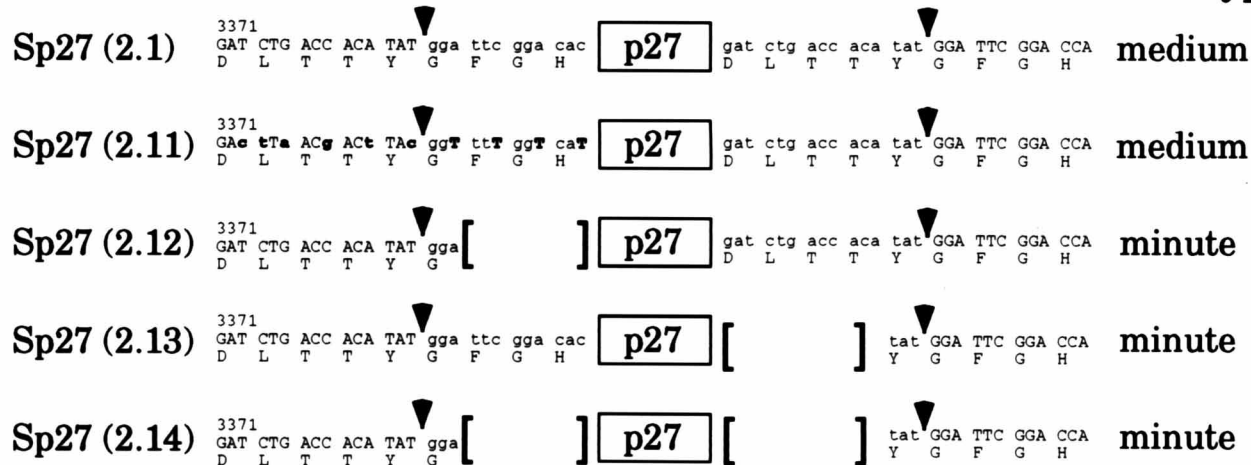 3371
Sp27 (2.1) GAT CTG ACC ACA TAT gga ttc gga cac p27 gat ctg acc aca tat GGA TTC GGA CCA medium
D L T T Y G F G H D L T T Y G F G H
3371
Sp27 (2.11) GAc tTa ACg ACt TAc ggT ttT ggT caT p27 gat ctg acc aca tat GGA TTC GGA CCA medium
D L T T Y G F G H D L T T Y G F G H
3371
Sp27 (2.12) GAT CTG ACC ACA TAT gga [ ] p27 gat ctg acc aca tat GGA TTC GGA CCA minute
D L T T Y G D L T T Y G F G H
3371
Sp27 (2.13) GAT CTG ACC ACA TAT gga ttc gga cac p27 [ ] tat GGA TTC GGA CCA minute
D L T T Y G F G H Y G F G H
3371
Sp27 (2.14) GAT CTG ACC ACA TAT gga [ ] p27 [ ] tat GGA TTC GGA CCA minute
D L T T Y G Y G F G H